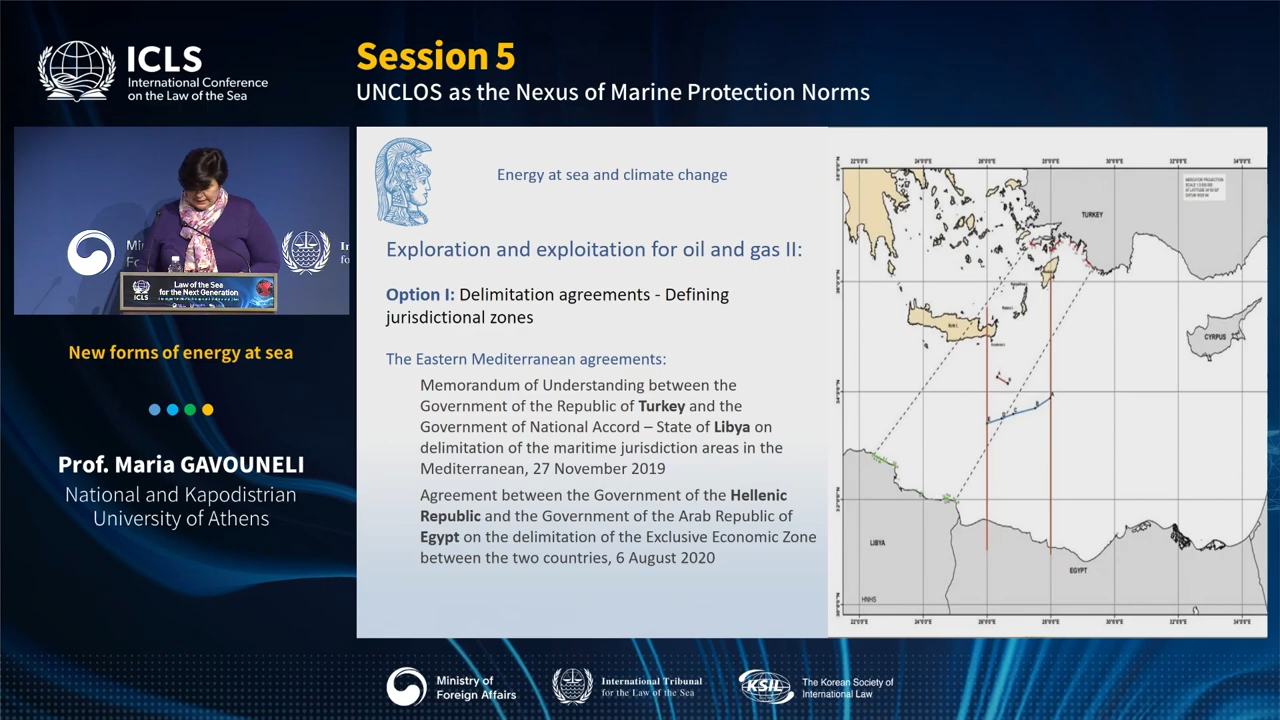 ICLS
International Conference
on the Law of the Sea
Session 5
UNCLOS as the Nexus of Marine Protection Norms
Law of the Sea
for the Next Generation
ICLS
New forms of energy at sea
Prof. Maria GAVOUNELI
National and Kapodistrian
University of Athens
Energy at sea and climate change
Exploration and exploitation for oil and gas II:
Option I: Delimitation agreements - Defining
jurisdictional zones
The Eastern Mediterranean agreements:
Memorandum of Understanding between the
Government of the Republic of Turkey and the
Government of National Accord – State of Libya on
delimitation of the maritime jurisdiction areas in the
Mediterranean, 27 November 2019
Agreement between the Government of the Hellenic
Republic and the Government of the Arab Republic of
Egypt on the delimitation of the Exclusive Economic Zone
between the two countries, 6 August 2020
TURKEY
CYRPUS
LIBYA
EGYPT
HNHS
Ministry of
Foreign Affairs
International Tribunal
for the Law of the Sea
KSIL
The Korean Society of
International Law